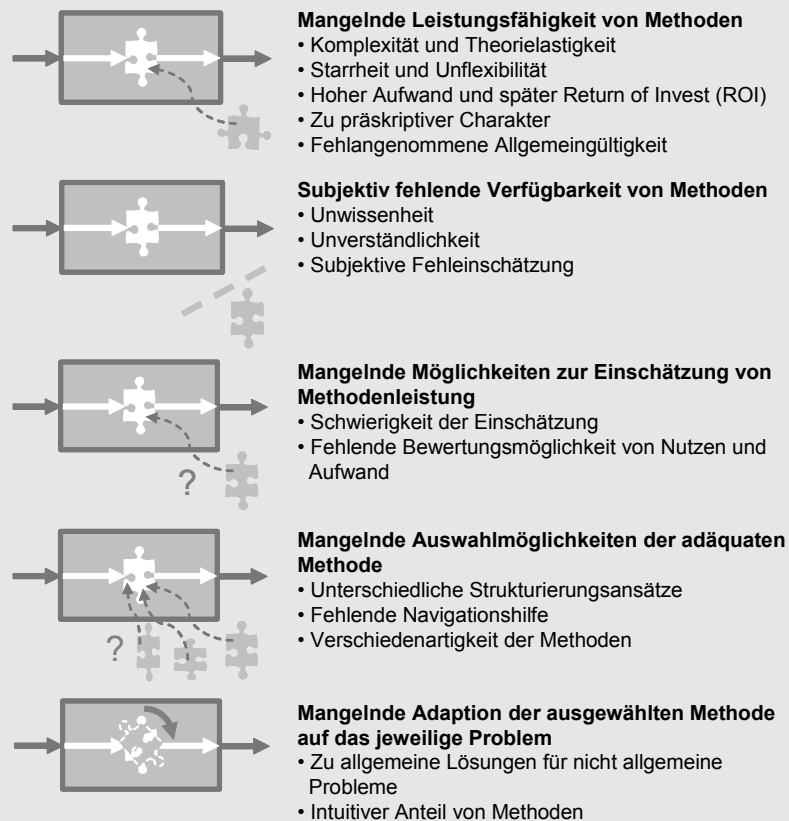 Mangelnde Leistungsfähigkeit von Methoden
• Komplexität und Theorielastigkeit
• Starrheit und Unflexibilität
• Hoher Aufwand und später Return of Invest (ROI)
• Zu präskriptiver Charakter
• Fehlangenommene Allgemeingültigkeit
Subjektiv fehlende Verfügbarkeit von Methoden
• Unwissenheit
• Unverständlichkeit
• Subjektive Fehleinschätzung
Mangelnde Möglichkeiten zur Einschätzung von
Methodenleistung
• Schwierigkeit der Einschätzung
• Fehlende Bewertungsmöglichkeit von Nutzen und
Aufwand
?
Mangelnde Auswahlmöglichkeiten der adäquaten
Methode
• Unterschiedliche Strukturierungsansätze
• Fehlende Navigationshilfe
• Verschiedenartigkeit der Methoden
?
Mangelnde Adaption der ausgewählten Methode
auf das jeweilige Problem
• Zu allgemeine Lösungen für nicht allgemeine
Probleme
• Intuitiver Anteil von Methoden